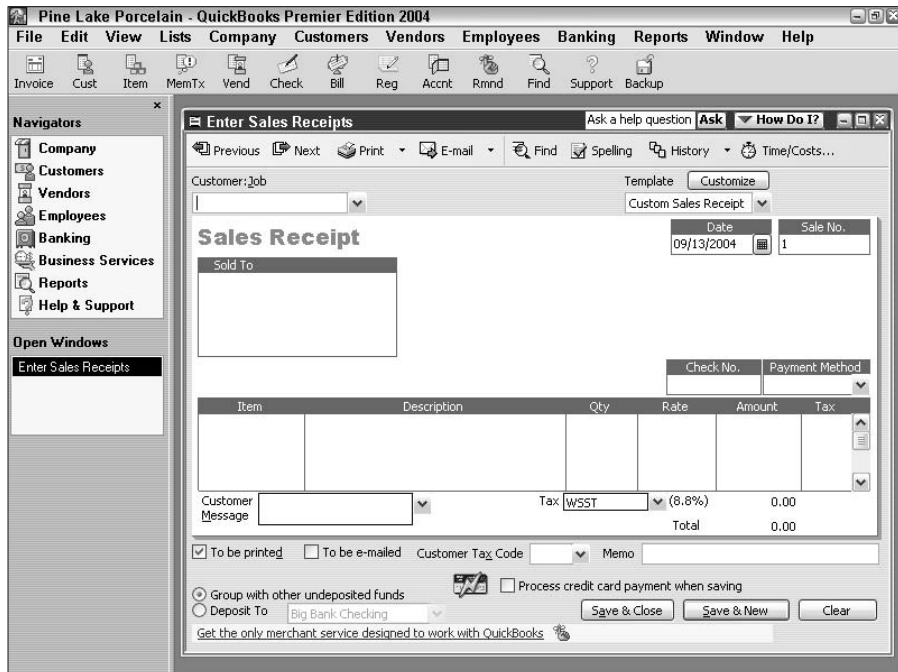 Pine Lake Porcelain - QuickBooks Premier Edition 2004
File Edit View Lists Company Customers Vendors Employees Banking Reports Window Help
Invoice Cust Item MemTx Vend Check Bill Reg Accnt Rmnd Find Support Backup
Navigators
Company
Customers
Vendors
Employees
Banking
Business Services
Reports
Help & Support
Open Windows
Enter Sales Receipts
Enter Sales Receipts Ask a help question Ask How Do I?
Previous Next Print E-mail Find Spelling History Time/Costs...
Customer:Job Template Customize
Custom Sales Receipt
Sales Receipt Date Sale No.
09/13/2004 1
Sold To
Check No. Payment Method
Item Description Qty Rate Amount Tax
Customer Message Tax WSST (8.8%) 0.00
Total 0.00
To be printed To be e-mailed Customer Tax Code Memo
Process credit card payment when saving
Group with other undeposited funds
Deposit To Big Bank Checking Save & Close Save & New Clear
Get the only merchant service designed to work with QuickBooks